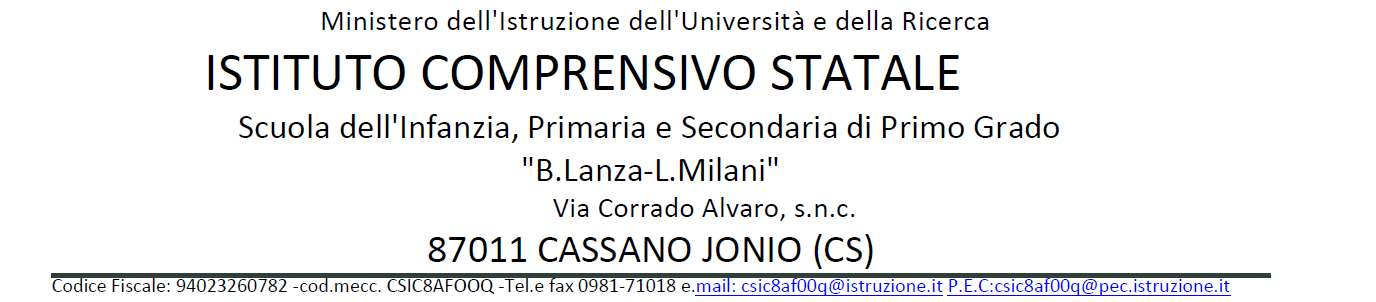 Ministero dell'Istruzione dell'Università e della Ricerca
ISTITUTO COMPRENSIVO STATALE
Scuola dell'Infanzia, Primaria e Secondaria di Primo Grado
"B.Lanza-L.Milani"
Via Corrado Alvaro, s.n.c.
87011 CASSANO JONIO (CS)
Codice Fiscale: 94023260782 -cod.mecc. CSIC8AFOOQ -Tel.e fax 0981-71018 e.mail: csic8af00q@istruzione.it P.E.C:csic8af00q@pec.istruzione.it